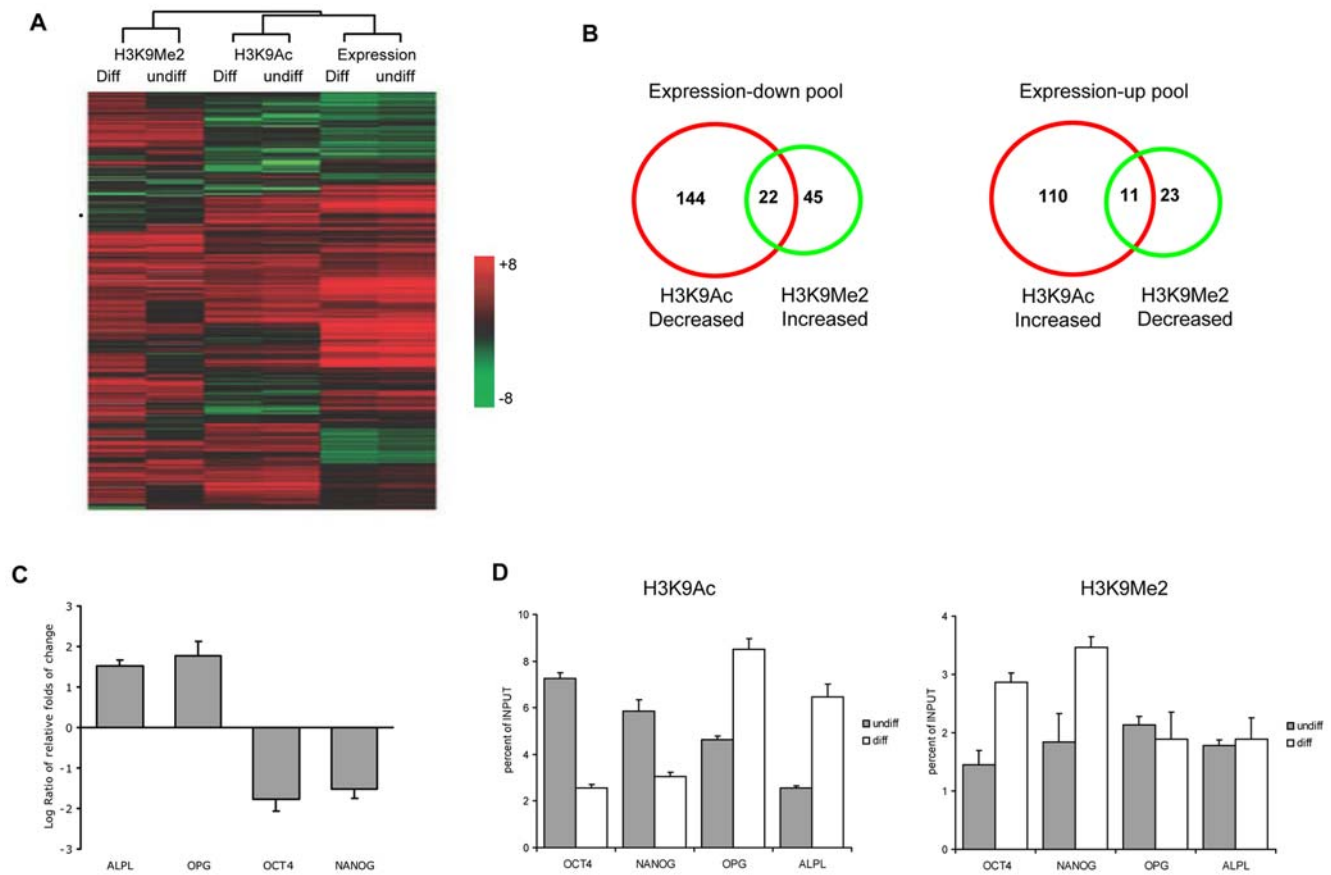 A
H3K9Me2 H3K9Ac Expression
Diff undiff Diff undiff Diff undiff
+8
-8
B
Expression-down pool
144 22 45
H3K9Ac Decreased
H3K9Me2 Increased
Expression-up pool
110 11 23
H3K9Ac Increased
H3K9Me2 Decreased
C
Log Ratio of relative folds of change
3
2
1
0
-1
-2
-3
ALPL OPG OCT4 NANOG
D
H3K9Ac
percent of INPUT
10
8
6
4
2
0
OCT4 NANOG OPG ALPL
undiff
diff
H3K9Me2
percent of INPUT
4
3
2
1
0
OCT4 NANOG OPG ALPL
undiff
diff